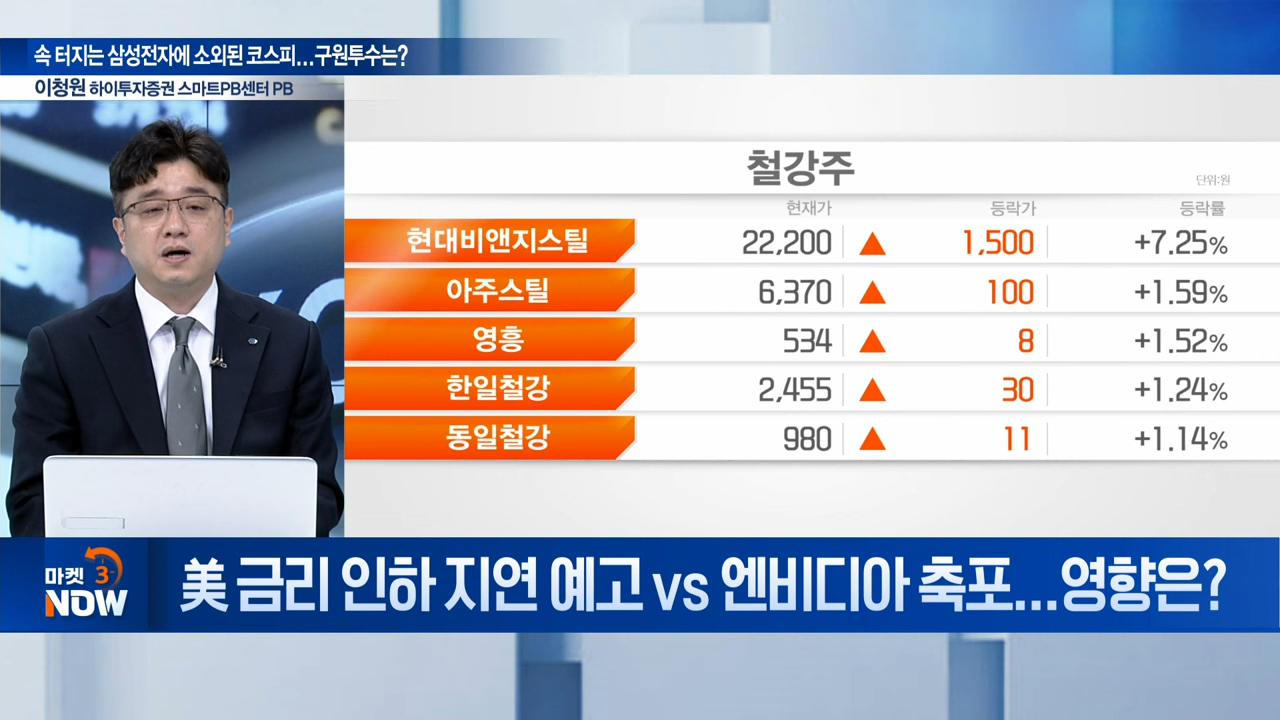 속 터지는 삼성전자에 소외된 코스피...구원투수는?
이청원 하이투자증권 스마트PB센터 PB
철강주
단위:원
현재가 등락가 등락률
현대비앤지스틸 22,200 ▲ 1,500 +7.25%
아주스틸 6,370 ▲ 100 +1.59%
영흥 534 ▲ 8 +1.52%
한일철강 2,455 ▲ 30 +1.24%
동일철강 980 ▲ 11 +1.14%
마켓 3
NOW
美 금리 인하 지연 예고 vs 엔비디아 축포...영향은?